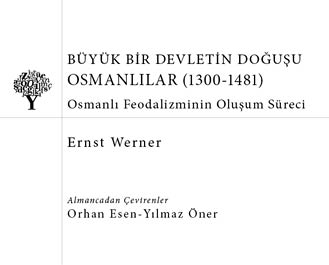 BÜYÜK BİR DEVLETİN DOĞUŞU
OSMANLILAR (1300-1481)
Osmanlı Feodalizminin Oluşum Süreci
Ernst Werner
Almancadan Çevirenler
Orhan Esen-Yılmaz Öner